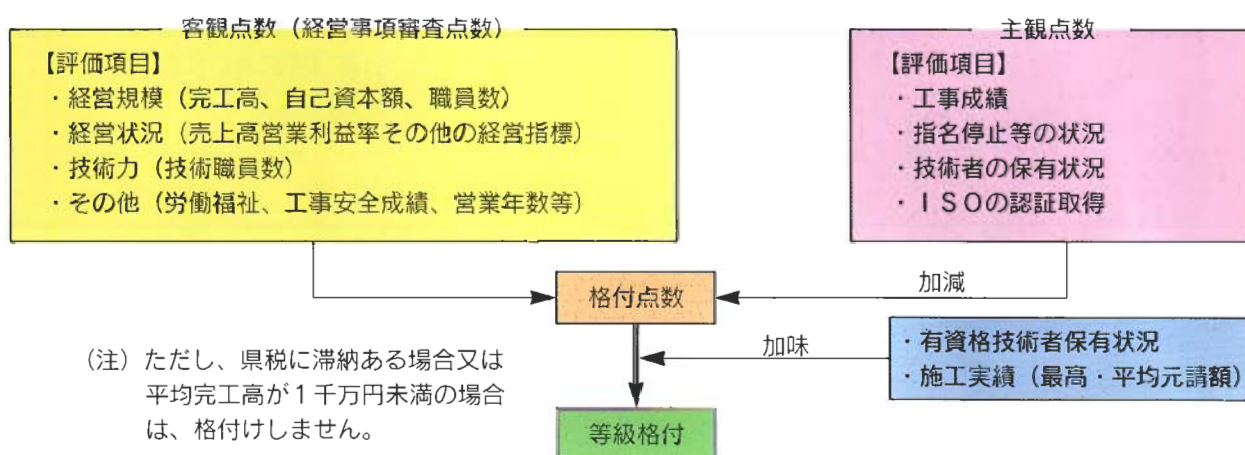 客観点数（経営事項審査点数）
【評価項目】
・経営規模（完工高、自己資本額、職員数）
・経営状況（売上高営業利益率その他の経営指標）
・技術力（技術職員数）
・その他（労働福祉、工事安全成績、営業年数等）
主観点数
【評価項目】
・工事成績
・指名停止等の状況
・技術者の保有状況
・ＩＳＯの認証取得
格付点数
加減
加味
・有資格技術者保有状況
・施工実績（最高・平均元請額）
（注）ただし、県税に滞納ある場合又は
平均完工高が１千万円未満の場合
は、格付けしません。
等級格付